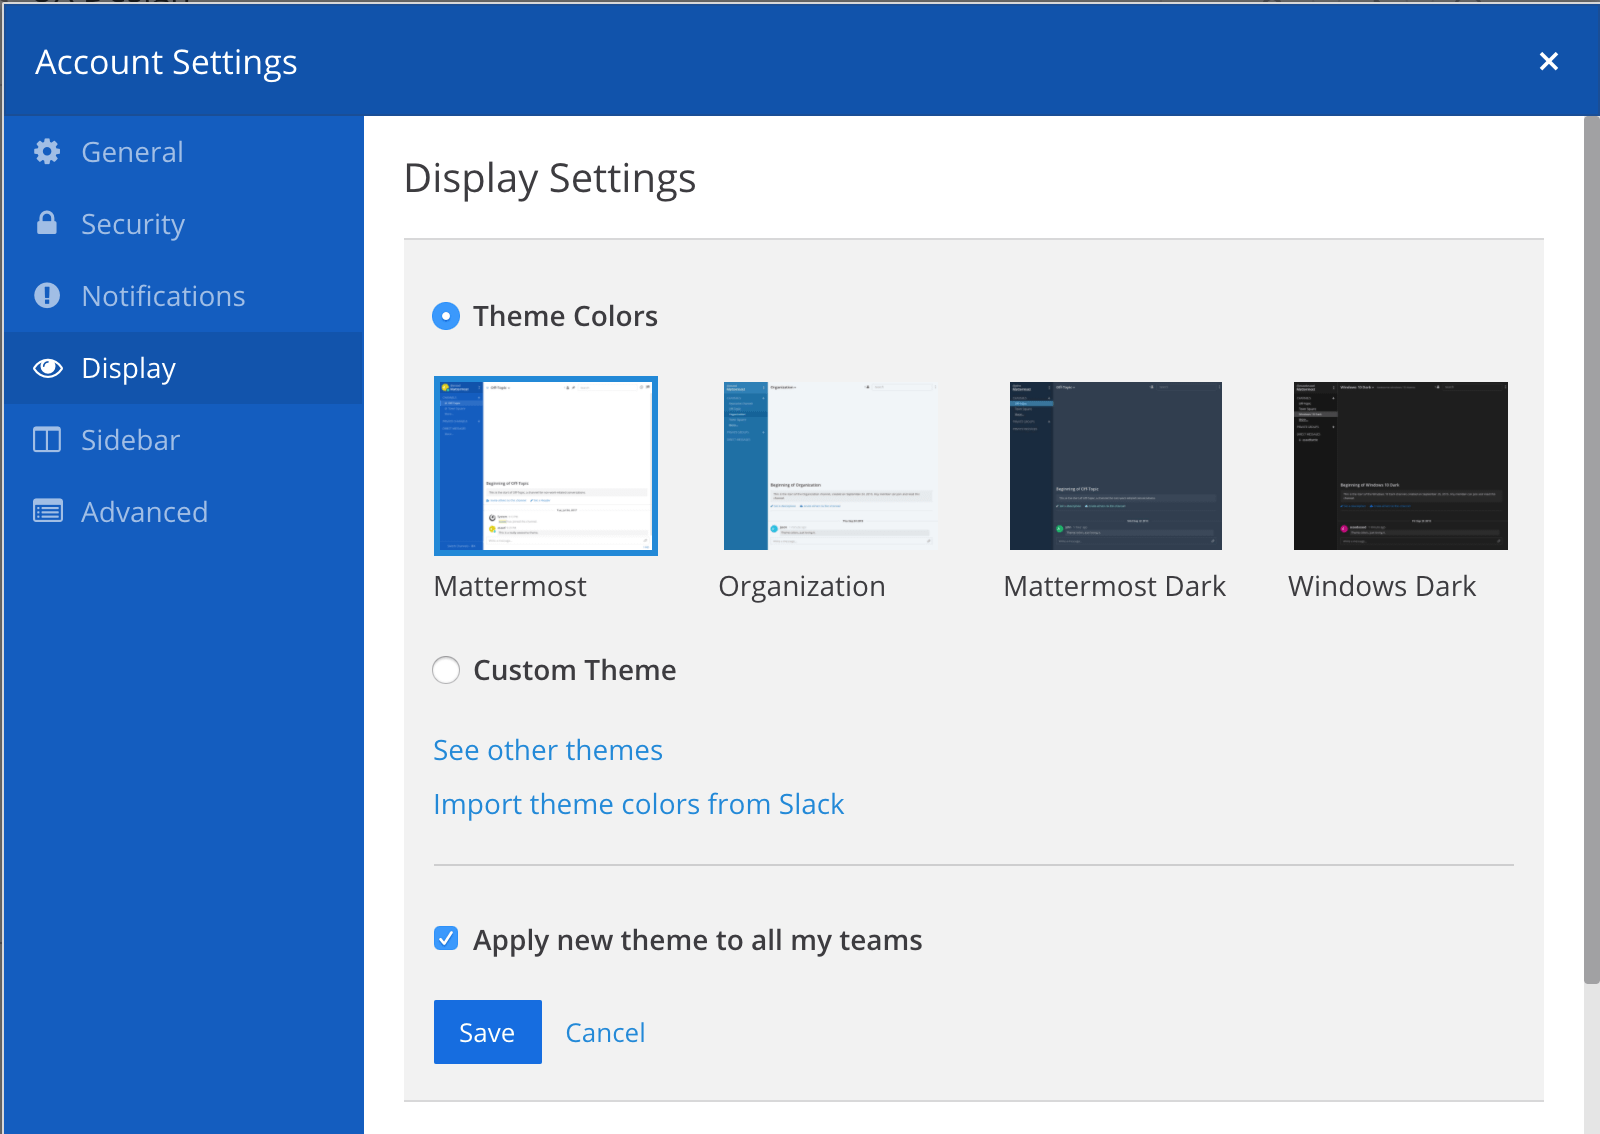 Account Settings
General
Security
Notifications
Display
Sidebar
Advanced
Display Settings
Theme Colors
Mattermost
Organization
Mattermost Dark
Windows Dark
Custom Theme
See other themes
Import theme colors from Slack
Apply new theme to all my teams
Save
Cancel